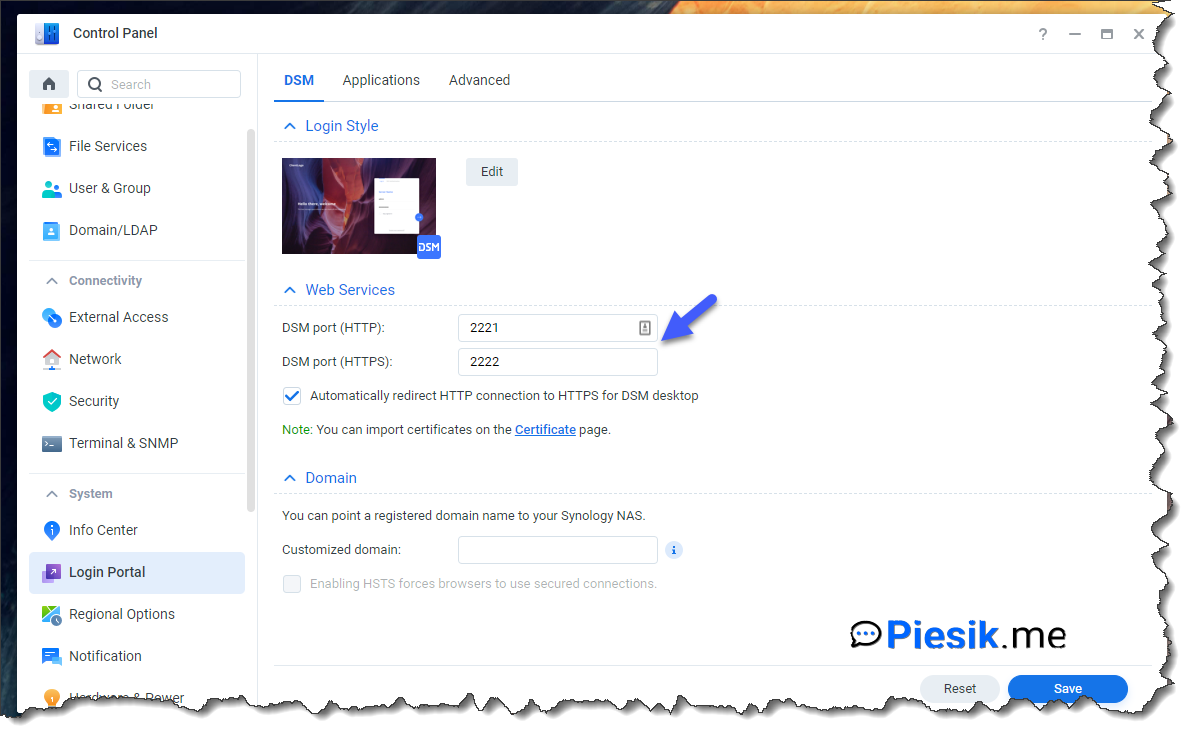 Control Panel
?
Search
DSM Applications Advanced
Shared Folder
File Services
User & Group
Domain/LDAP
Connectivity
External Access
Network
Security
Terminal & SNMP
System
Info Center
Login Portal
Regional Options
Notification
Hardware & Power
Login Style
Hello there, welcome
DSM
Edit
Web Services
DSM port (HTTP): 2221
DSM port (HTTPS): 2222
Automatically redirect HTTP connection to HTTPS for DSM desktop
Note: You can import certificates on the Certificate page.
Domain
You can point a registered domain name to your Synology NAS.
Customized domain:
Enabling HSTS forces browsers to use secured connections.
Piesik.me
Reset Save